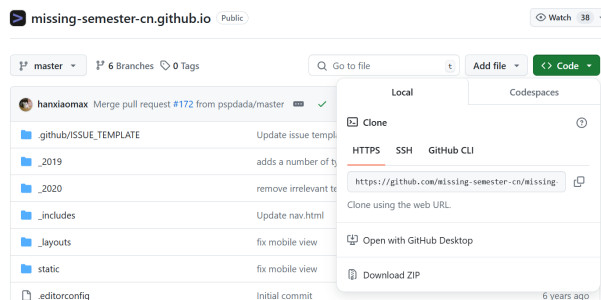 missing-semester-cn.github.io Public Watch 38
master 6 Branches 0 Tags Go to file t Add file Code
hanxiaomax Merge pull request #172 from pspdada/master
.github/ISSUE_TEMPLATE Update issue templa
_2019 adds a number of ty
_2020 remove irrelevant te
_includes Update nav.html
_layouts fix mobile view
static fix mobile view
.editorconfig Initial commit 6 years ago
Local Codespaces
Clone
HTTPS SSH GitHub CLI
https://github.com/missing-semester-cn/missing-
Clone using the web URL.
Open with GitHub Desktop
Download ZIP